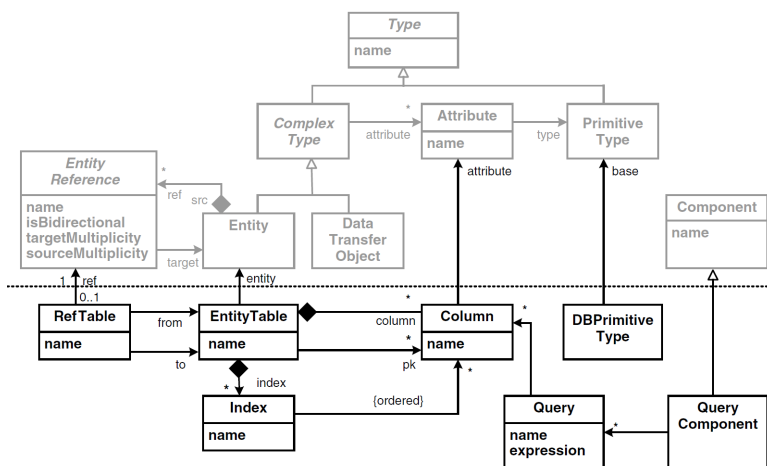 Type
name
Complex
Type
*
attribute
Attribute
name
type
Primitive
Type
Entity
Reference
name
isBidirectional
targetMultiplicity
sourceMultiplicity
*
ref
src
target
Entity
Data
Transfer
Object
attribute
base
Component
name
1
ref
0..1
entity
RefTable
name
from
to
EntityTable
name
*
column
*
pk
Column
name
*
DBPrimitive
Type
*
index
Index
name
{ordered}
*
Query
name
expression
*
Query
Component